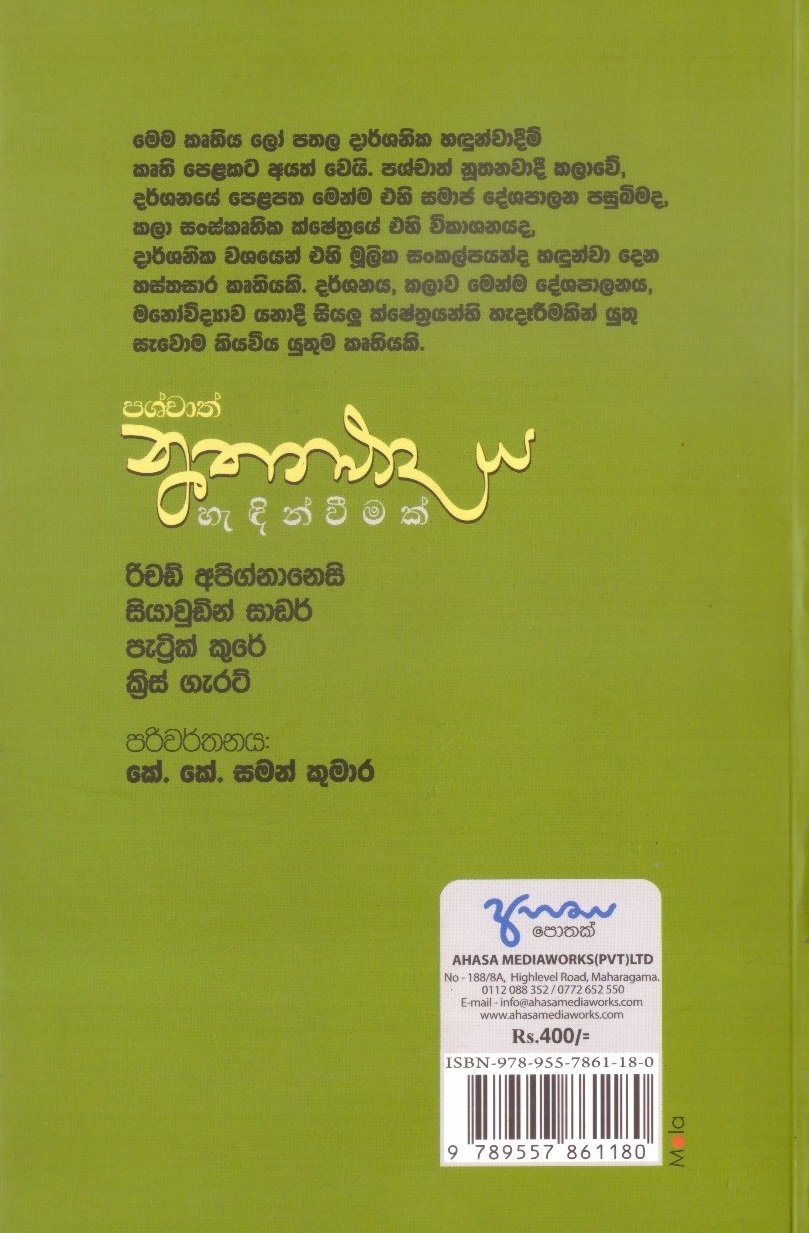 මෙම කෘතිය ලෝ පතල දාර්ශනික හඳුන්වාදීම්
කෘති පෙළකට අයත් වෙයි. පශ්චාත් නූතනවාදී කලාවේ,
දර්ශනයේ පෙළපත මෙන්ම එහි සමාජ දේශපාලන පසුබිමද,
කලා සංස්කෘතික ක්ෂේත්‍රයේ එහි විකාශනයද,
දාර්ශනික වශයෙන් එහි මූලික සංකල්පයන්ද හඳුන්වා දෙන
හස්තසාර කෘතියකි. දර්ශනය, කලාව මෙන්ම දේශපාලනය,
මනෝවිද්‍යාව යනාදී සියලු ක්ෂේත්‍රයන්හි හැදෑරීමකින් යුතු
සැවොම කියවිය යුතුම කෘතියකි.
පශ්චාත්
නූතනවාදය
හැඳින්වීමක්
රිචඩ් අපිග්නානෙසි
සියාවුඩින් සාඩර්
පැට්‍රික් කුරේ
ක්‍රිස් ගැරට්
පරිවර්තනය:
කේ. කේ. සමන් කුමාර
අහස
පොතක්
AHASA MEDIAWORKS(PVT)LTD
No - 188/8A, Highlevel Road, Maharagama.
0112 088 352 / 0772 652 550
E-mail - info@ahasamediaworks.com
www.ahasamediaworks.com
Rs.400/=
ISBN-978-955-7861-18-0
9 789557 861180
Mola